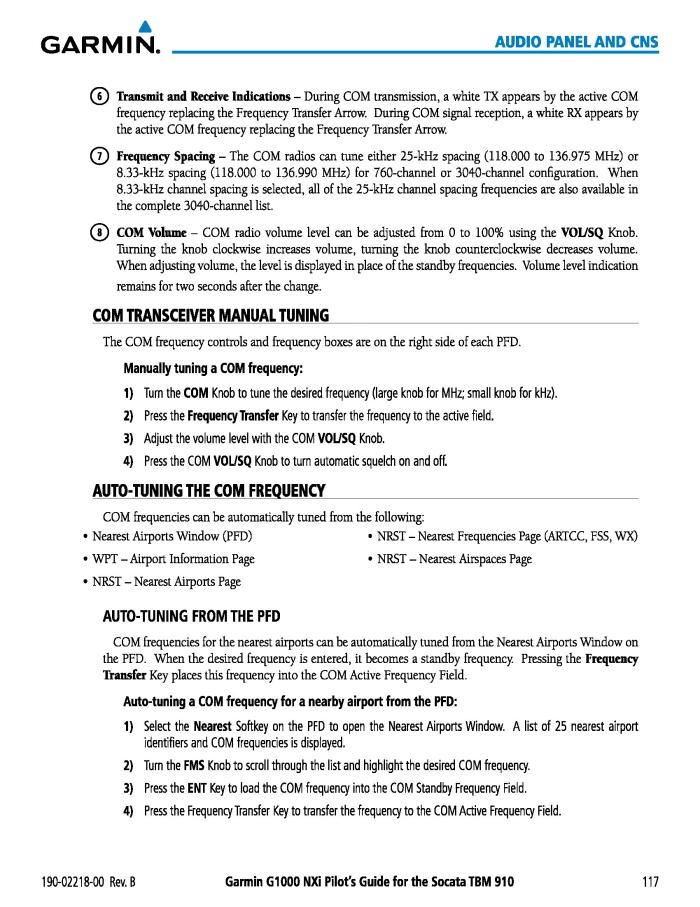 GARMIN.
AUDIO PANEL AND CNS
6 Transmit and Receive Indications – During COM transmission, a white TX appears by the active COM
frequency replacing the Frequency Transfer Arrow. During COM signal reception, a white RX appears by
the active COM frequency replacing the Frequency Transfer Arrow.
7 Frequency Spacing – The COM radios can tune either 25-kHz spacing (118.000 to 136.975 MHz) or
8.33-kHz spacing (118.000 to 136.990 MHz) for 760-channel or 3040-channel configuration. When
8.33-kHz channel spacing is selected, all of the 25-kHz channel spacing frequencies are also available in
the complete 3040-channel list.
8 COM Volume – COM radio volume level can be adjusted from 0 to 100% using the VOL/SQ Knob.
Turning the knob clockwise increases volume, turning the knob counterclockwise decreases volume.
When adjusting volume, the level is displayed in place of the standby frequencies. Volume level indication
remains for two seconds after the change.
COM TRANSCEIVER MANUAL TUNING
The COM frequency controls and frequency boxes are on the right side of each PFD.
Manually tuning a COM frequency:
1) Turn the COM Knob to tune the desired frequency (large knob for MHz; small knob for kHz).
2) Press the Frequency Transfer Key to transfer the frequency to the active field.
3) Adjust the volume level with the COM VOL/SQ Knob.
4) Press the COM VOL/SQ Knob to turn automatic squelch on and off.
AUTO-TUNING THE COM FREQUENCY
COM frequencies can be automatically tuned from the following:
• Nearest Airports Window (PFD)
• WPT – Airport Information Page
• NRST – Nearest Airports Page
• NRST – Nearest Frequencies Page (ARTCC, FSS, WX)
• NRST – Nearest Airspaces Page
AUTO-TUNING FROM THE PFD
COM frequencies for the nearest airports can be automatically tuned from the Nearest Airports Window on
the PFD. When the desired frequency is entered, it becomes a standby frequency. Pressing the Frequency
Transfer Key places this frequency into the COM Active Frequency Field.
Auto-tuning a COM frequency for a nearby airport from the PFD:
1) Select the Nearest Softkey on the PFD to open the Nearest Airports Window. A list of 25 nearest airport
identifiers and COM frequencies is displayed.
2) Turn the FMS Knob to scroll through the list and highlight the desired COM frequency.
3) Press the ENT Key to load the COM frequency into the COM Standby Frequency Field.
4) Press the Frequency Transfer Key to transfer the frequency to the COM Active Frequency Field.
190-02218-00 Rev. B
Garmin G1000 NXi Pilot's Guide for the Socata TBM 910
117